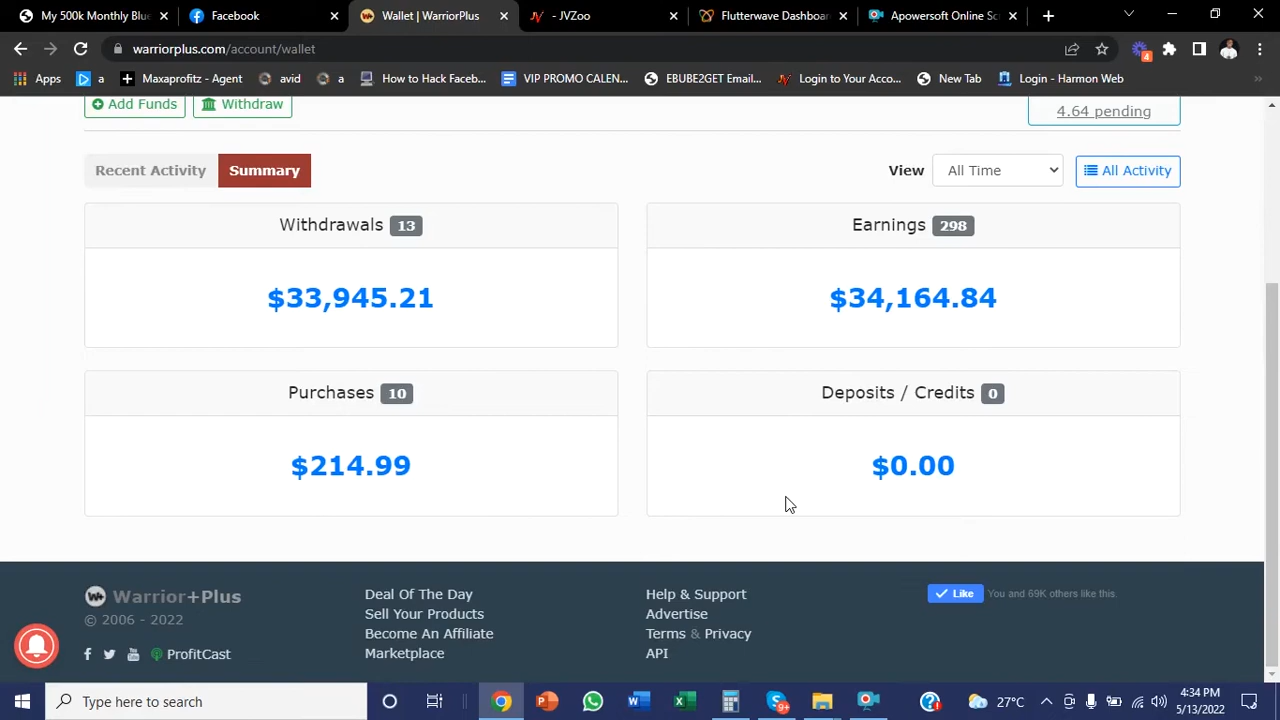 My 500k Monthly Blue
Facebook
Wallet | WarriorPlus
- JVZoo
Flutterwave Dashboar
Apowersoft Online Scr
warriorplus.com/account/wallet
4
Apps
a
Maxaprofitz - Agent
avid
a
How to Hack Faceb...
VIP PROMO CALEN...
EBUBE2GET Email...
Login to Your Acco...
New Tab
Login - Harmon Web
»
Add Funds
Withdraw
4.64 pending
Recent Activity
Summary
View
All Time
All Activity
Withdrawals 13
Earnings 298
$33,945.21
$34,164.84
Purchases 10
Deposits / Credits 0
$214.99
$0.00
Warrior+Plus
© 2006 - 2022
ProfitCast
Deal Of The Day
Sell Your Products
Become An Affiliate
Marketplace
Help & Support
Advertise
Terms & Privacy
API
Like
You and 69K others like this.
Type here to search
9+
27°C
4:34 PM
5/13/2022